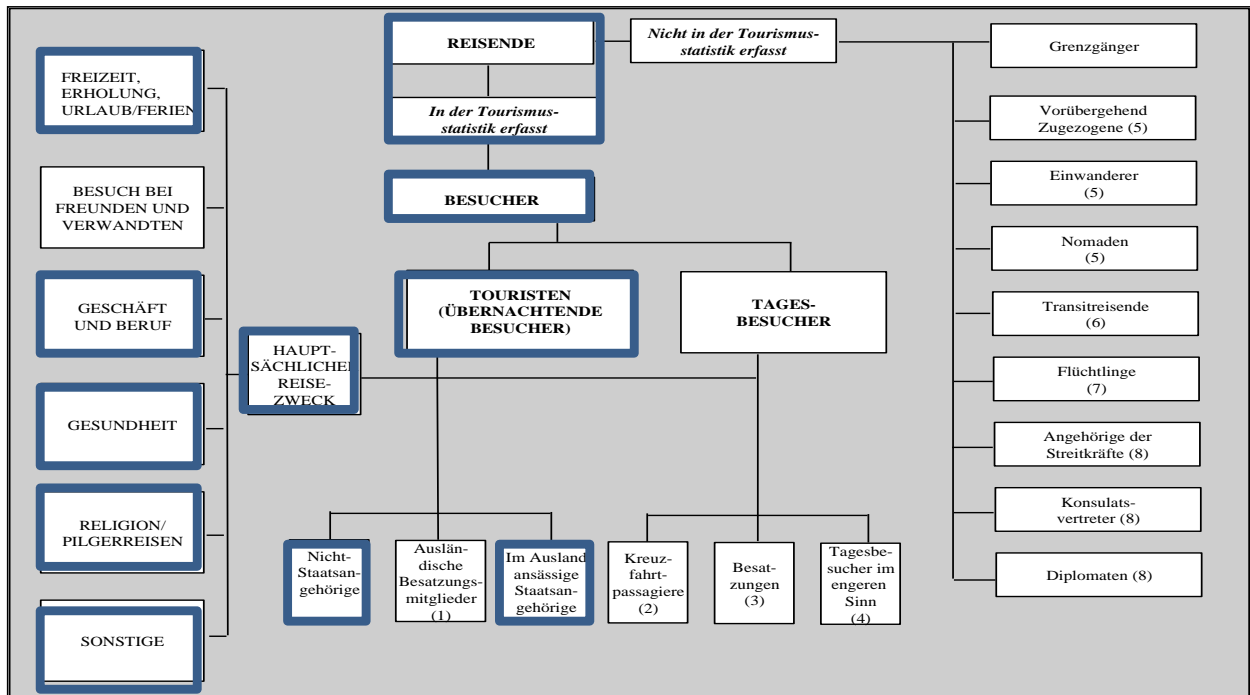 REISENDE
In der Tourismus-
statistik erfasst
Nicht in der Tourismus-
statistik erfasst
BESUCHER
TOURISTEN
(ÜBERNACHTENDE
BESUCHER)
TAGES-
BESUCHER
FREIZEIT,
ERHOLUNG,
URLAUB/FERIEN
BESUCH BEI
FREUNDEN UND
VERWANDTEN
GESCHÄFT
UND BERUF
GESUNDHEIT
RELIGION/
PILGERREISEN
SONSTIGE
HAUPT-
SÄCHLICHER
REISE-
ZWECK
Nicht-
Staatsan-
gehörige
Auslän-
dische
Besatzungs-
mitglieder
(1)
Im Ausland
ansässige
Staatsan-
gehörige
Kreuz-
fahrt-
passagiere
(2)
Besat-
zungen
(3)
Tagesbe-
sucher im
engeren
Sinn
(4)
Grenzgänger
Vorübergehend
Zugezogene (5)
Einwanderer
(5)
Nomaden
(5)
Transitreisende
(6)
Flüchtlinge
(7)
Angehörige der
Streitkräfte (8)
Konsulats-
vertreter (8)
Diplomaten (8)